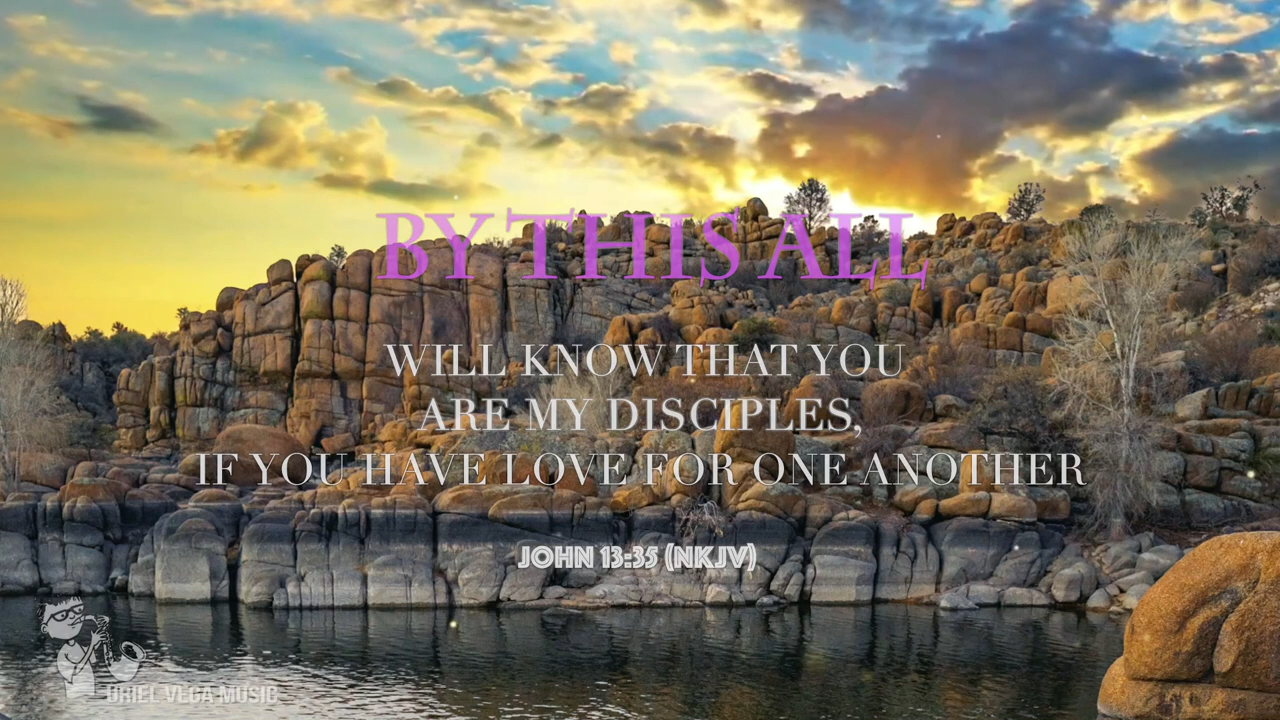 BY THIS ALL
WILL KNOW THAT YOU
ARE MY DISCIPLES,
IF YOU HAVE LOVE FOR ONE ANOTHER
JOHN 13:35 (NKJV)
URIEL VEGA MUSIC